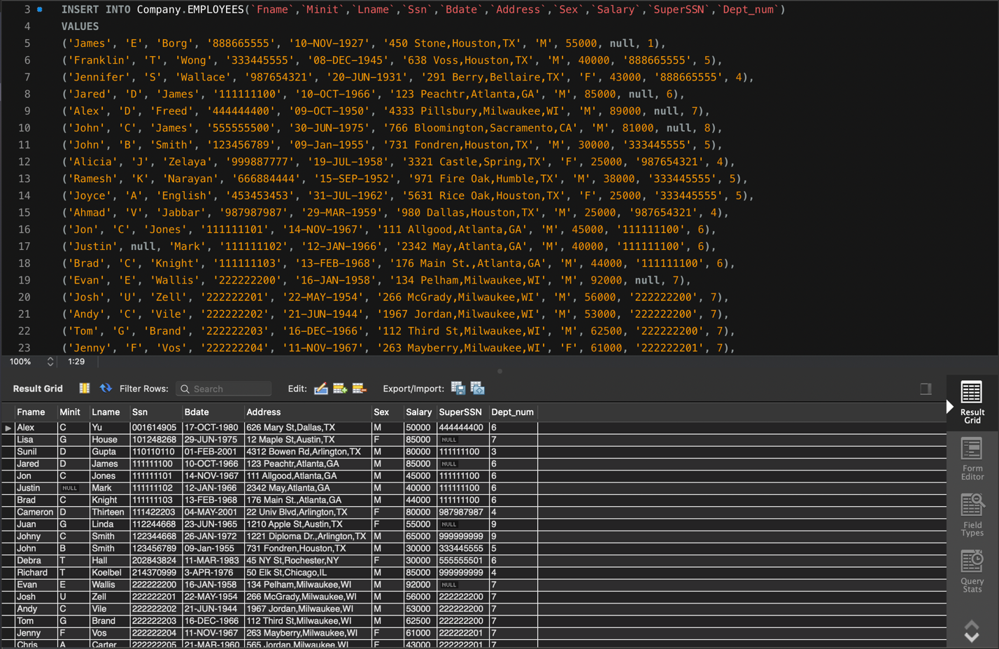 3 INSERT INTO Company.EMPLOYEES(`Fname`,`Minit`,`Lname`,`Ssn`,`Bdate`,`Address`,`Sex`,`Salary`,`SuperSSN`,`Dept_num`)
4 VALUES
5 ('James', 'E', 'Borg', '888665555', '10-NOV-1927', '450 Stone,Houston,TX', 'M', 55000, null, 1),
6 ('Franklin', 'T', 'Wong', '333445555', '08-DEC-1945', '638 Voss,Houston,TX', 'M', 40000, '888665555', 5),
7 ('Jennifer', 'S', 'Wallace', '987654321', '20-JUN-1931', '291 Berry,Bellaire,TX', 'F', 43000, '888665555', 4),
8 ('Jared', 'D', 'James', '111111100', '10-OCT-1966', '123 Peachtr,Atlanta,GA', 'M', 85000, null, 6),
9 ('Alex', 'D', 'Freed', '444444400', '09-OCT-1950', '4333 Pillsbury,Milwaukee,WI', 'M', 89000, null, 7),
10 ('John', 'C', 'James', '555555500', '30-JUN-1975', '766 Bloomington,Sacramento,CA', 'M', 81000, null, 8),
11 ('John', 'B', 'Smith', '123456789', '09-Jan-1955', '731 Fondren,Houston,TX', 'M', 30000, '333445555', 5),
12 ('Alicia', 'J', 'Zelaya', '999887777', '19-JUL-1958', '3321 Castle,Spring,TX', 'F', 25000, '987654321', 4),
13 ('Ramesh', 'K', 'Narayan', '666884444', '15-SEP-1952', '971 Fire Oak,Humble,TX', 'M', 38000, '333445555', 5),
14 ('Joyce', 'A', 'English', '453453453', '31-JUL-1962', '5631 Rice Oak,Houston,TX', 'F', 25000, '333445555', 5),
15 ('Ahmad', 'V', 'Jabbar', '987987987', '29-MAR-1959', '980 Dallas,Houston,TX', 'M', 25000, '987654321', 4),
16 ('Jon', 'C', 'Jones', '111111101', '14-NOV-1967', '111 Allgood,Atlanta,GA', 'M', 45000, '111111100', 6),
17 ('Justin', null, 'Mark', '111111102', '12-JAN-1966', '2342 May,Atlanta,GA', 'M', 40000, '111111100', 6),
18 ('Brad', 'C', 'Knight', '111111103', '13-FEB-1968', '176 Main St.,Atlanta,GA', 'M', 44000, '111111100', 6),
19 ('Evan', 'E', 'Wallis', '222222200', '16-JAN-1958', '134 Pelham,Milwaukee,WI', 'M', 92000, null, 7),
20 ('Josh', 'U', 'Zell', '222222201', '22-MAY-1954', '266 McGrady,Milwaukee,WI', 'M', 56000, '222222200', 7),
21 ('Andy', 'C', 'Vile', '222222202', '21-JUN-1944', '1967 Jordan,Milwaukee,WI', 'M', 53000, '222222200', 7),
22 ('Tom', 'G', 'Brand', '222222203', '16-DEC-1966', '112 Third St,Milwaukee,WI', 'M', 62500, '222222200', 7),
23 ('Jenny', 'F', 'Vos', '222222204', '11-NOV-1967', '263 Mayberry,Milwaukee,WI', 'F', 61000, '222222201', 7),
100% 1:29
Result Grid Filter Rows: Search Edit: Export/Import:
Fname Minit Lname Ssn Bdate Address Sex Salary SuperSSN Dept_num
Alex C Yu 001614905 17-OCT-1980 626 Mary St,Dallas,TX M 50000 444444400 6
Lisa G House 101248268 29-JUN-1975 12 Maple St,Austin,TX F 85000 NULL 7
Sunil D Gupta 110110110 01-FEB-2001 4312 Bowen Rd,Arlington,TX M 80000 111111100 3
Jared D James 111111100 10-OCT-1966 123 Peachtr,Atlanta,GA M 85000 NULL 6
Jon C Jones 111111101 14-NOV-1967 111 Allgood,Atlanta,GA M 45000 111111100 6
Justin NULL Mark 111111102 12-JAN-1966 2342 May,Atlanta,GA M 40000 111111100 6
Brad C Knight 111111103 13-FEB-1968 176 Main St.,Atlanta,GA M 44000 111111100 6
Cameron D Thirteen 111422203 04-MAY-2001 22 Univ Blvd,Arlington,TX F 80000 987987987 4
Juan G Linda 112244668 23-JUN-1965 1210 Apple St,Austin,TX F 55000 NULL 9
Johny C Smith 122344668 26-JAN-1972 1221 Diploma Dr.,Arlington,TX M 65000 999999999 9
John B Smith 123456789 09-Jan-1955 731 Fondren,Houston,TX M 30000 333445555 5
Debra T Hall 202843824 11-MAR-1983 45 NY St,Rochester,NY F 30000 555555501 6
Richard T Koelbel 214370999 3-APR-1976 50 Elk St,Chicago,IL M 85000 999999999 4
Evan E Wallis 222222200 16-JAN-1958 134 Pelham,Milwaukee,WI M 92000 NULL 7
Josh U Zell 222222201 22-MAY-1954 266 McGrady,Milwaukee,WI M 56000 222222200 7
Andy C Vile 222222202 21-JUN-1944 1967 Jordan,Milwaukee,WI M 53000 222222200 7
Tom G Brand 222222203 16-DEC-1966 112 Third St,Milwaukee,WI M 62500 222222200 7
Jenny F Vos 222222204 11-NOV-1967 263 Mayberry,Milwaukee,WI F 61000 222222201 7
Chris A Carter 222222205 21-MAR-1960 565 Jordan,Milwaukee,WI F 43000 222222201 7
Result
Grid
Form
Editor
Field
Types
Query
Stats